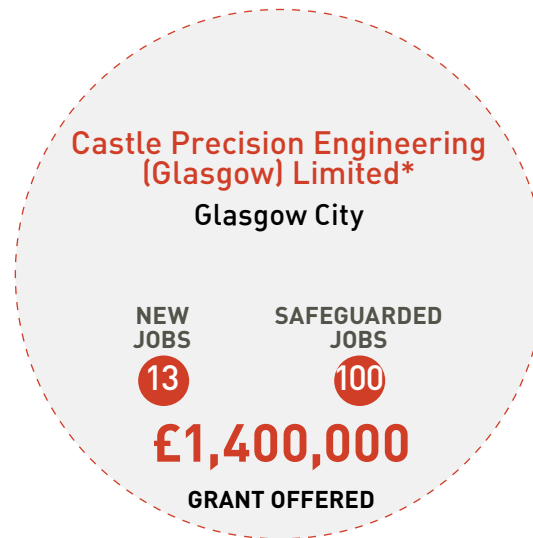 Castle Precision Engineering
(Glasgow) Limited*
Glasgow City
NEW SAFEGUARDED
JOBS JOBS
13 100
£1,400,000
GRANT OFFERED